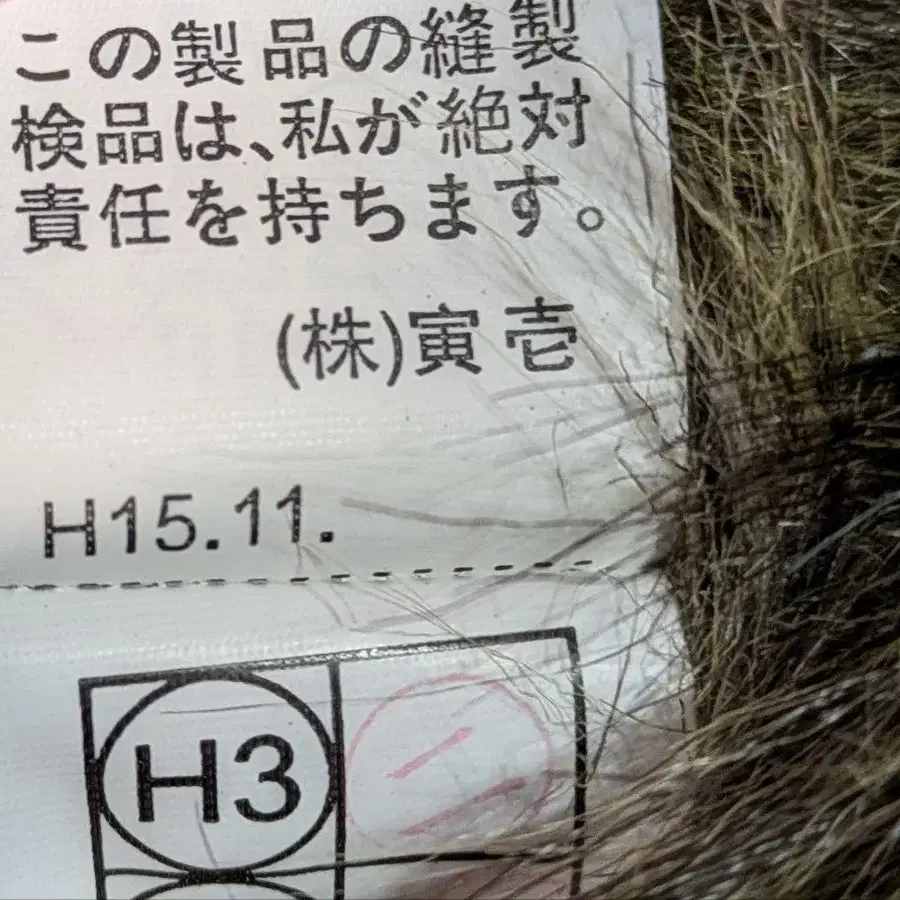 この製品の縫製
検品は、私が絶対
責任を持ちます。
(株)寅壱
H15.11.
H3 二